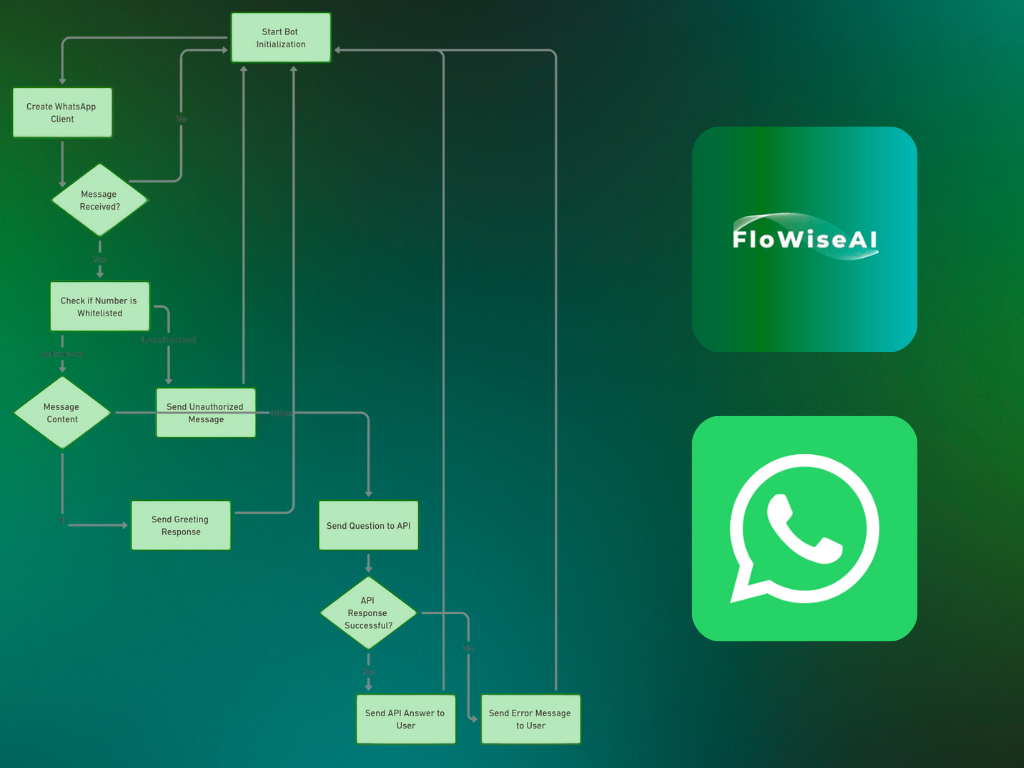 Start Bot
Initialization
Create WhatsApp
Client
No
Message
Received?
Yes
Check if Number is
Whitelisted
Unauthorized
Message
Content
Send Unauthorized
Message
Other
Send Greeting
Response
Send Question to API
API
Response
Successful?
No
Yes
Send API Answer to
User
Send Error Message
to User
FloWiseAI